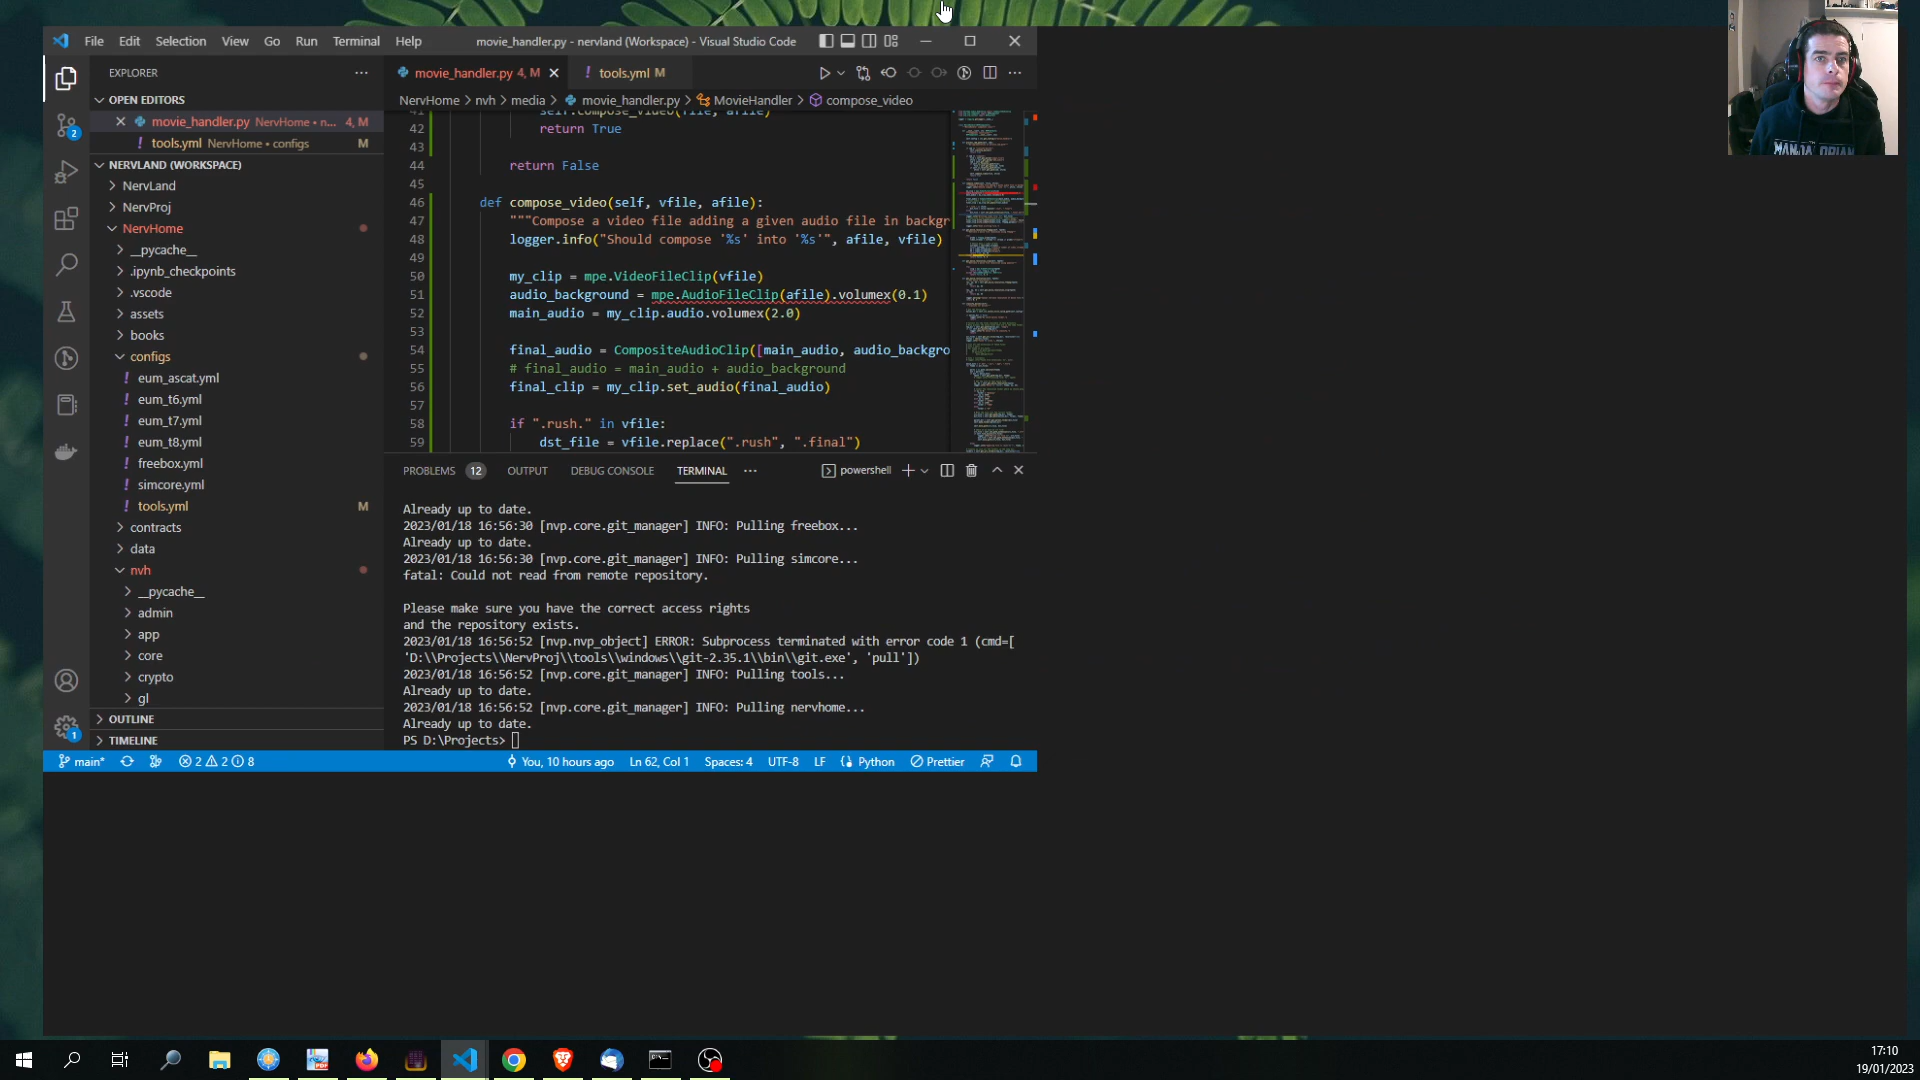 File Edit Selection View Go Run Terminal Help
movie_handler.py - nervland (Workspace) - Visual Studio Code
EXPLORER
OPEN EDITORS
movie_handler.py NervHome • n... 4, M
tools.yml NervHome • configs M
NERVLAND (WORKSPACE)
NervLand
NervProj
NervHome
__pycache__
.ipynb_checkpoints
.vscode
assets
books
configs
eum_ascat.yml
eum_t6.yml
eum_t7.yml
eum_t8.yml
freebox.yml
simcore.yml
tools.yml M
contracts
data
nvh
__pycache__
admin
app
core
crypto
gl
OUTLINE
TIMELINE
2
1
movie_handler.py 4, M
tools.yml M
NervHome > nvh > media > movie_handler.py > MovieHandler > compose_video
41 self.compose_video(file, afile)
42 return True
43
44 return False
45
46 def compose_video(self, vfile, afile):
47 """Compose a video file adding a given audio file in backgr
48 logger.info("Should compose '%s' into '%s'", afile, vfile)
49
50 my_clip = mpe.VideoFileClip(vfile)
51 audio_background = mpe.AudioFileClip(afile).volumex(0.1)
52 main_audio = my_clip.audio.volumex(2.0)
53
54 final_audio = CompositeAudioClip([main_audio, audio_backgro
55 # final_audio = main_audio + audio_background
56 final_clip = my_clip.set_audio(final_audio)
57
58 if ".rush." in vfile:
59 dst_file = vfile.replace(".rush", ".final")
PROBLEMS 12 OUTPUT DEBUG CONSOLE TERMINAL ... powershell
Already up to date.
2023/01/18 16:56:30 [nvp.core.git_manager] INFO: Pulling freebox...
Already up to date.
2023/01/18 16:56:30 [nvp.core.git_manager] INFO: Pulling simcore...
fatal: Could not read from remote repository.
Please make sure you have the correct access rights
and the repository exists.
2023/01/18 16:56:52 [nvp.nvp_object] ERROR: Subprocess terminated with error code 1 (cmd=[
'D:\\Projects\\NervProj\\tools\\windows\\git-2.35.1\\bin\\git.exe', 'pull'])
2023/01/18 16:56:52 [nvp.core.git_manager] INFO: Pulling tools...
Already up to date.
2023/01/18 16:56:52 [nvp.core.git_manager] INFO: Pulling nervhome...
Already up to date.
PS D:\Projects>
main* 2 2 8 You, 10 hours ago Ln 62, Col 1 Spaces: 4 UTF-8 LF Python Prettier
17:10
19/01/2023